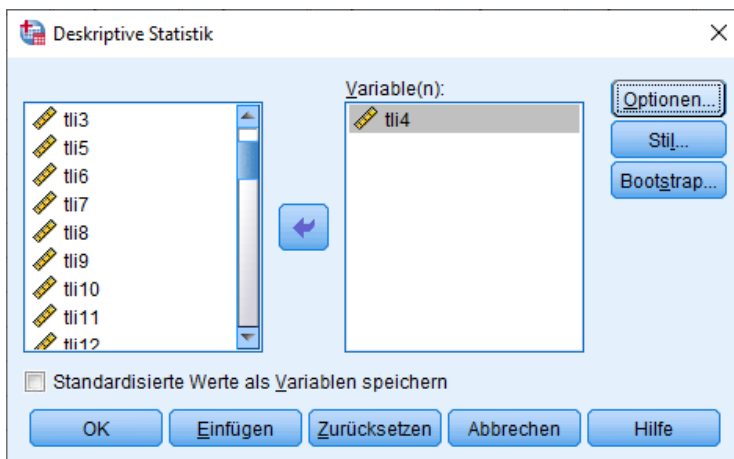 Deskriptive Statistik
Variable(n):
tli3
tli5
tli6
tli7
tli8
tli9
tli10
tli11
tli12
tli4
Optionen...
Stil...
Bootstrap...
Standardisierte Werte als Variablen speichern
OK
Einfügen
Zurücksetzen
Abbrechen
Hilfe